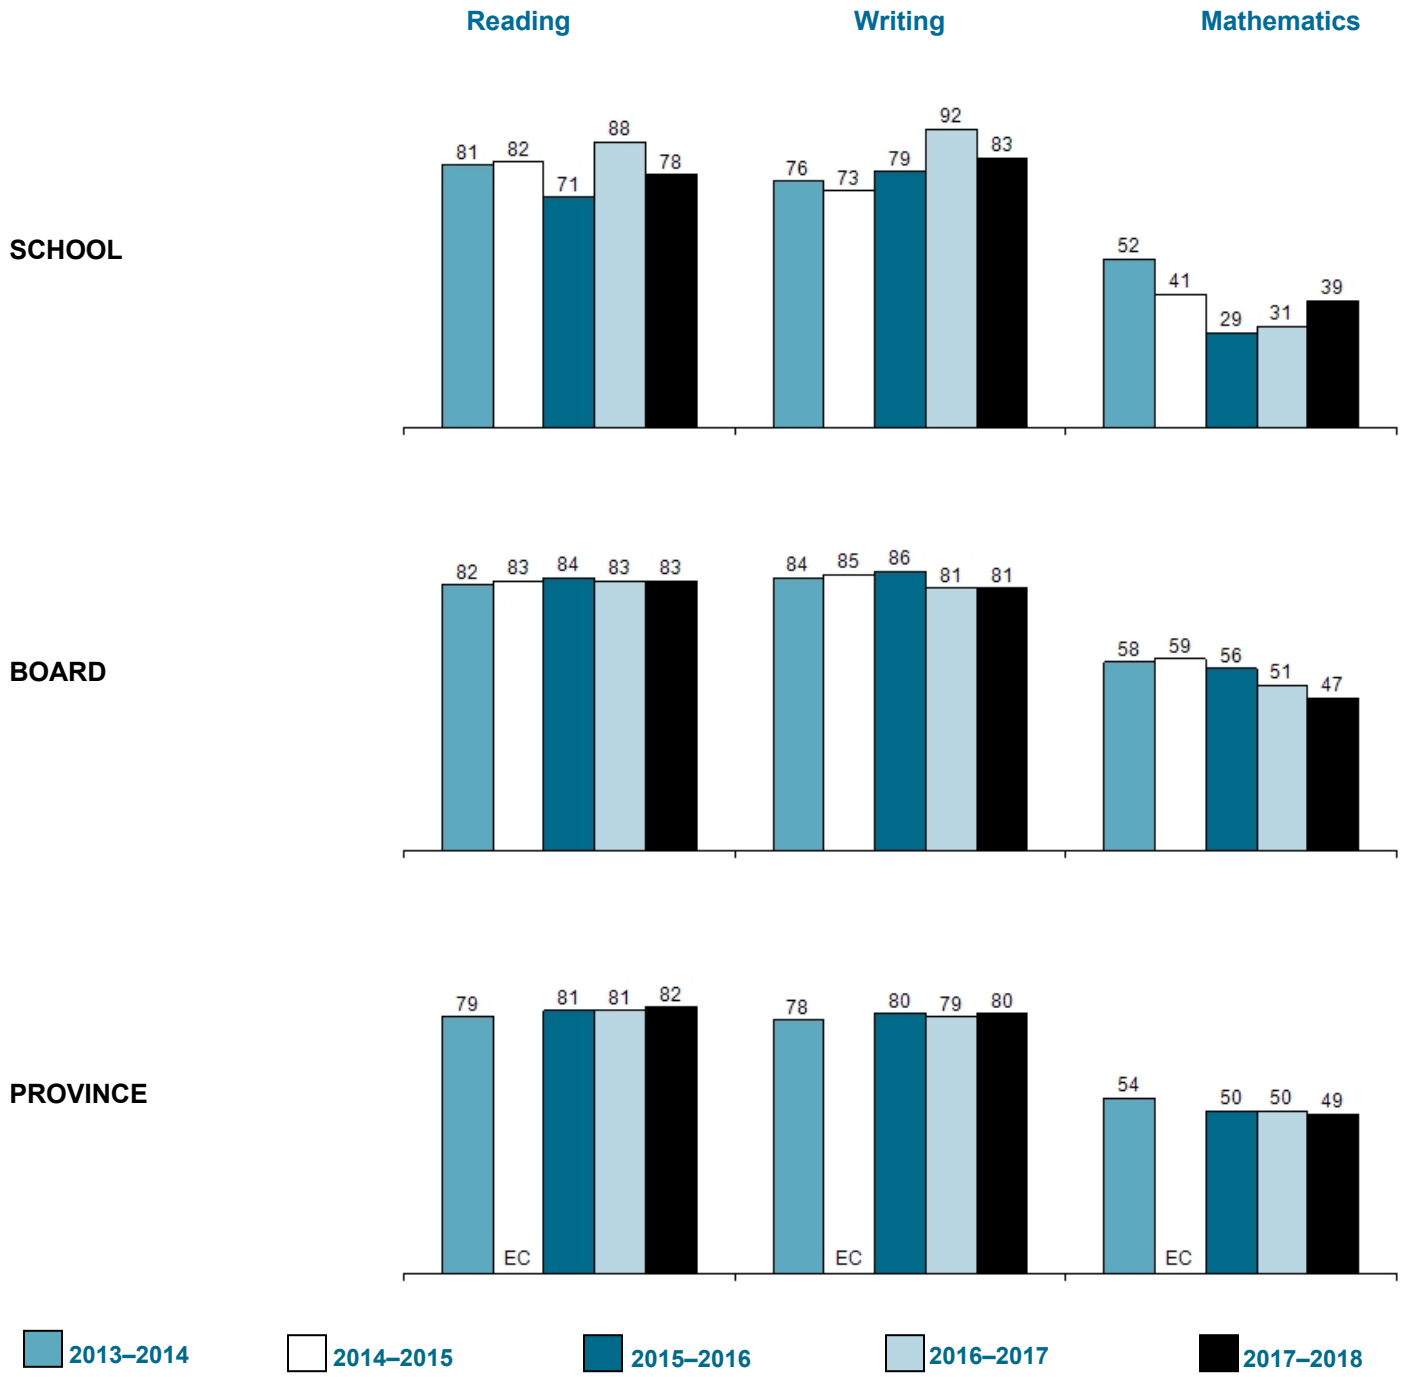 Reading Writing Mathematics
SCHOOL
81 82 71 88 78 76 73 79 92 83 52 41 29 31 39
BOARD
82 83 84 83 83 84 85 86 81 81 58 59 56 51 47
PROVINCE
79 EC 81 81 82 78 EC 80 79 80 54 EC 50 50 49
2013–2014 2014–2015 2015–2016 2016–2017 2017–2018